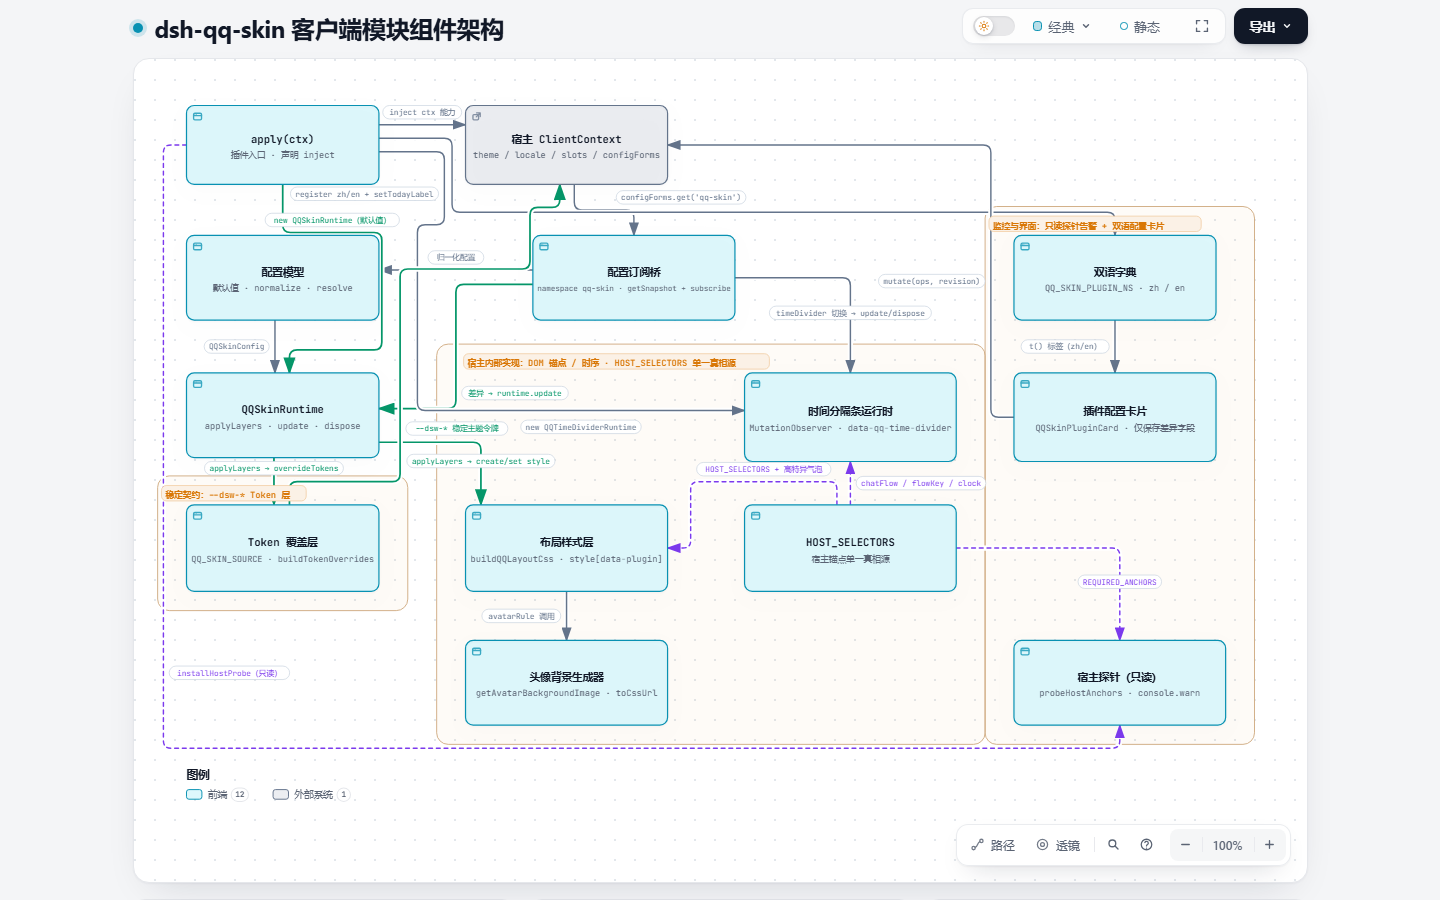 dsh-qq-skin 客户端模块组件架构
经典
静态
导出
apply(ctx)
插件入口 · 声明 inject
inject ctx 能力
宿主 ClientContext
theme / locale / slots / configForms
register zh/en + setTodayLabel
configForms.get('qq-skin')
new QQSkinRuntime（默认值）
监控与界面：只读探针告警 + 双语配置卡片
归一化配置
配置模型
默认值 · normalize · resolve
配置订阅桥
namespace qq-skin · getSnapshot + subscribe
mutate(ops, revision)
双语字典
QQ_SKIN_PLUGIN_NS · zh / en
timeDivider 切换 → update/dispose
QQSkinConfig
t() 标签（zh/en）
宿主内部实现：DOM 锚点 / 时序 · HOST_SELECTORS 单一真相源
差异 → runtime.update
QQSkinRuntime
applyLayers · update · dispose
时间分隔条运行时
MutationObserver · data-qq-time-divider
插件配置卡片
QQSkinPluginCard · 仅保存差异字段
--dsw-* 稳定主题令牌
new QQTimeDividerRuntime
applyLayers → create/set style
applyLayers → overrideTokens
HOST_SELECTORS + 高特异气泡
chatFlow / flowKey / clock
稳定契约：--dsw-* Token 层
Token 覆盖层
QQ_SKIN_SOURCE · buildTokenOverrides
布局样式层
buildQQLayoutCss · style[data-plugin]
HOST_SELECTORS
宿主锚点单一真相源
REQUIRED_ANCHORS
avatarRule 调用
头像背景生成器
getAvatarBackgroundImage · toCssUrl
宿主探针（只读）
probeHostAnchors · console.warn
installHostProbe（只读）
图例
前端 12
外部系统 1
路径
透镜
100%